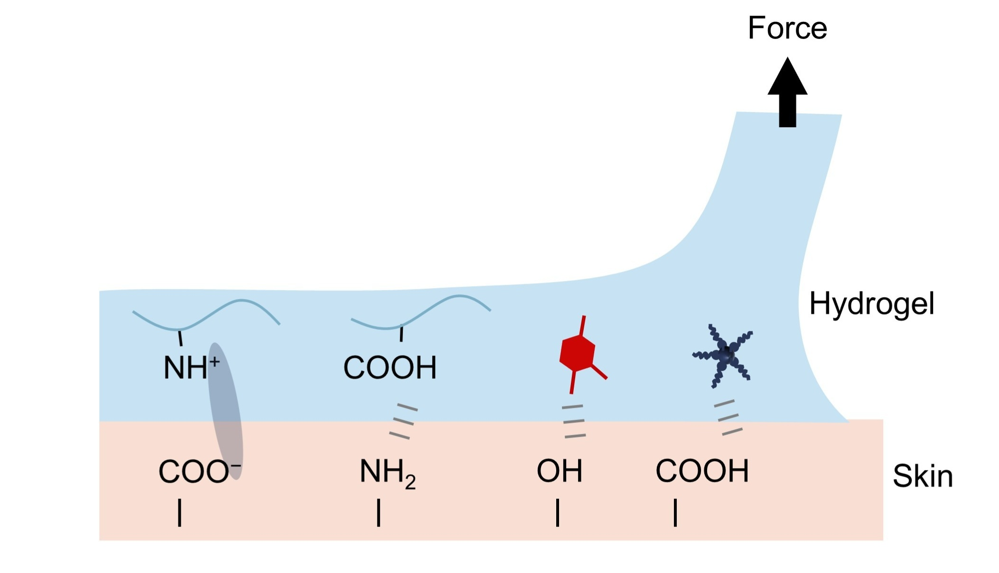 Force
Hydrogel
NH⁺ COOH
COO⁻ NH₂ OH COOH
Skin